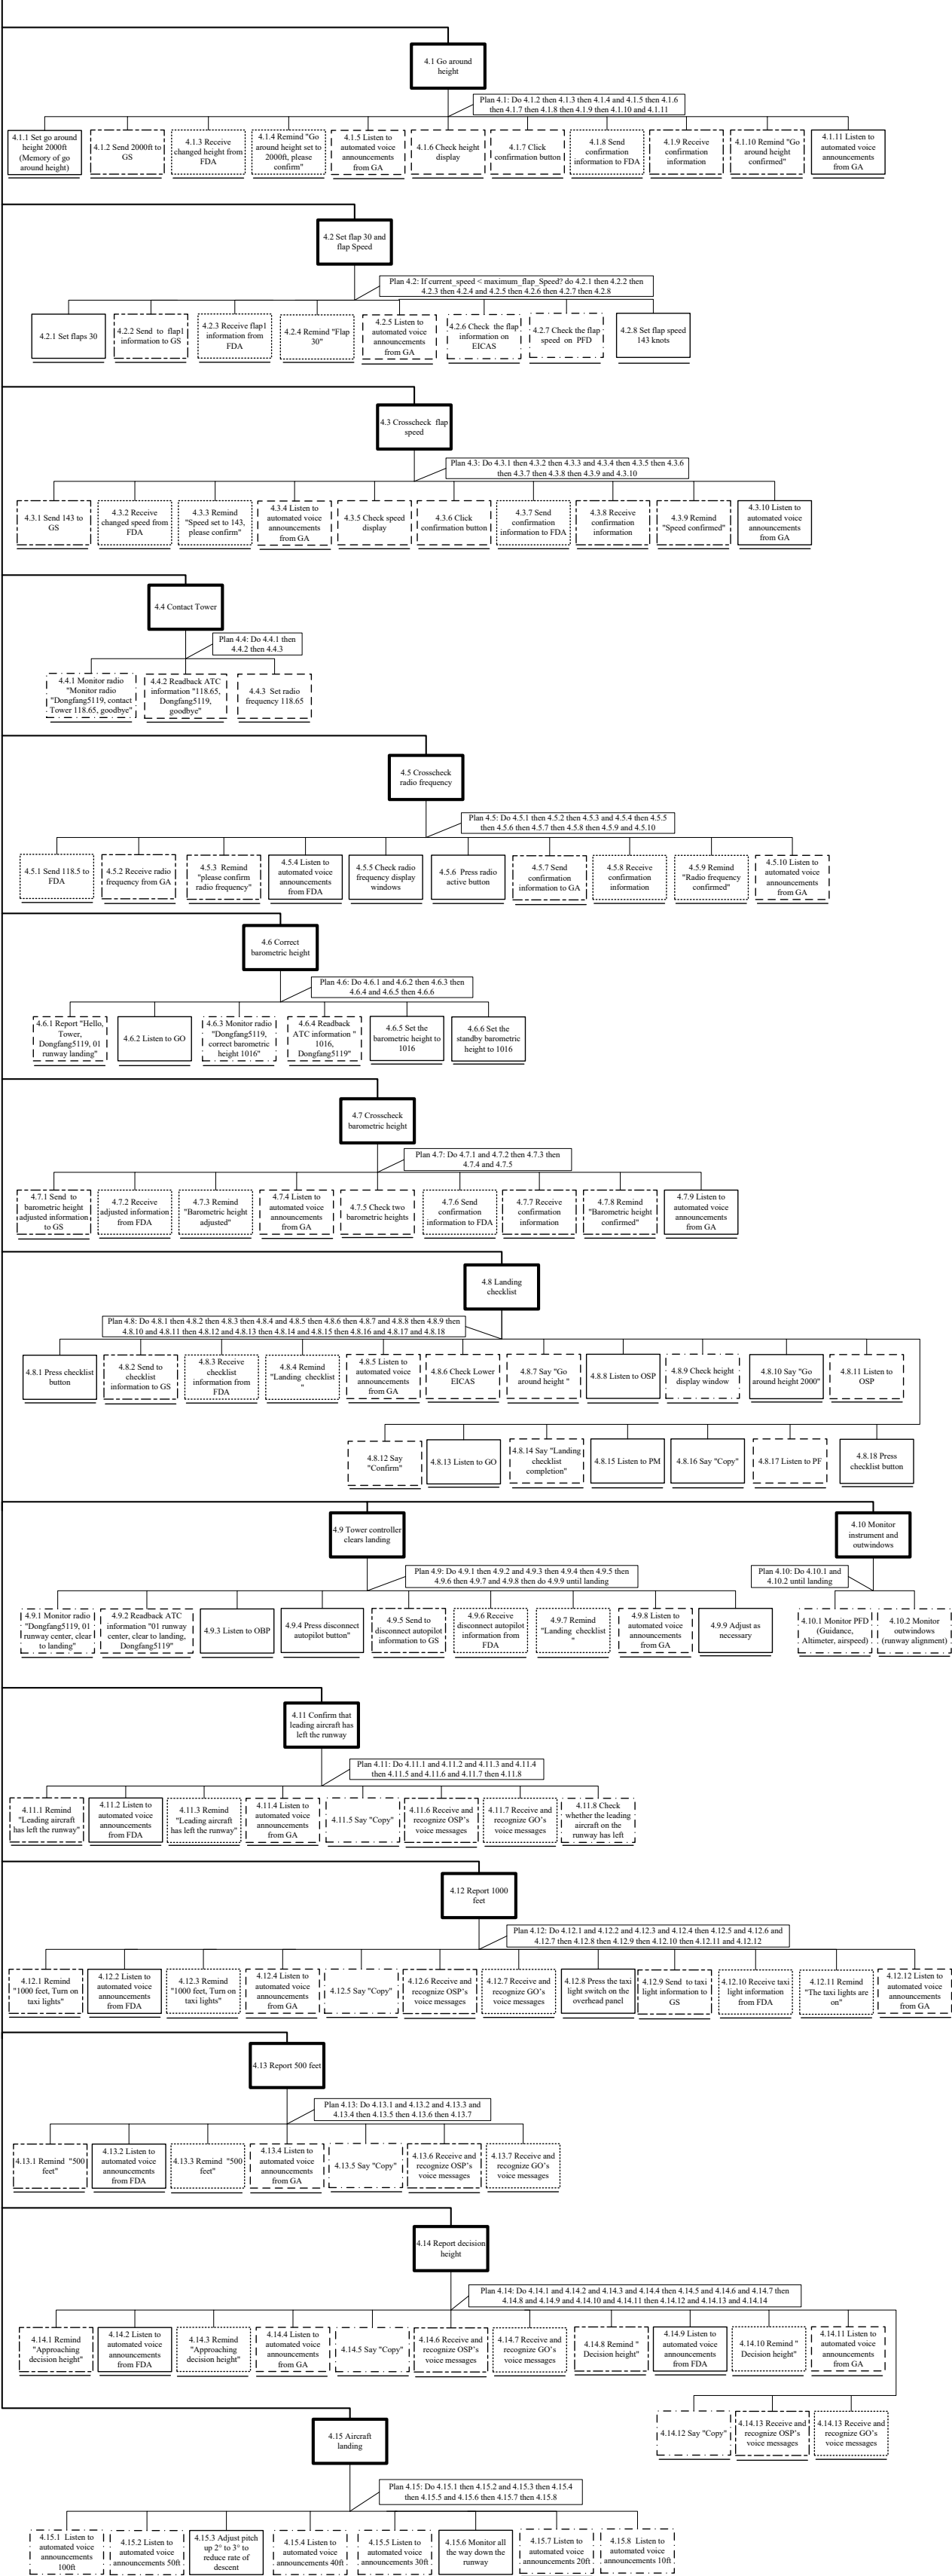 4.1 Go around
height
Plan 4.1: Do 4.1.2 then 4.1.3 then 4.1.4 and 4.1.5 then 4.1.6
then 4.1.7 then 4.1.8 then 4.1.9 then 4.1.10 and 4.1.11
4.1.1 Set go around
height 2000ft
(Memory of go
around height)
4.1.2 Send 2000ft to
GS
4.1.3 Receive
changed height from
FDA
4.1.4 Remind "Go
around height set to
2000ft, please
confirm"
4.1.5 Listen to
automated voice
announcements
from GA
4.1.6 Check height
display
4.1.7 Click
confirmation button
4.1.8 Send
confirmation
information to FDA
4.1.9 Receive
confirmation
information
4.1.10 Remind "Go
around height
confirmed"
4.1.11 Listen to
automated voice
announcements
from GA
4.2 Set flap 30 and
flap Speed
Plan 4.2: If current_speed < maximum_flap_Speed? do 4.2.1 then 4.2.2 then
4.2.3 then 4.2.4 and 4.2.5 then 4.2.6 then 4.2.7 then 4.2.8
4.2.1 Set flaps 30
4.2.2 Send  to  flap1
information to GS
4.2.3 Receive flap1
information from
FDA
4.2.4 Remind "Flap
30"
4.2.5 Listen to
automated voice
announcements
from GA
4.2.6 Check  the flap
information on
EICAS
4.2.7 Check the flap
speed  on  PFD
4.2.8 Set flap speed
143 knots
4.3 Crosscheck  flap
speed
Plan 4.3: Do 4.3.1 then 4.3.2 then 4.3.3 and 4.3.4 then 4.3.5 then 4.3.6
then 4.3.7 then 4.3.8 then 4.3.9 and 4.3.10
4.3.1 Send 143 to
GS
4.3.2 Receive
changed speed from
FDA
4.3.3 Remind
"Speed set to 143,
please confirm"
4.3.4 Listen to
automated voice
announcements
from GA
4.3.5 Check speed
display
4.3.6 Click
confirmation button
4.3.7 Send
confirmation
information to FDA
4.3.8 Receive
confirmation
information
4.3.9 Remind
"Speed confirmed"
4.3.10 Listen to
automated voice
announcements
from GA
4.4 Contact Tower
Plan 4.4: Do 4.4.1 then
4.4.2 then 4.4.3
4.4.1 Monitor radio
"Monitor radio
"Dongfang5119, contact
Tower 118.65, goodbye"
4.4.2 Readback ATC
information "118.65,
Dongfang5119,
goodbye"
4.4.3  Set radio
frequency 118.65
4.5 Crosscheck
radio frequency
Plan 4.5: Do 4.5.1 then 4.5.2 then 4.5.3 and 4.5.4 then 4.5.5
then 4.5.6 then 4.5.7 then 4.5.8 then 4.5.9 and 4.5.10
4.5.1 Send 118.5 to
FDA
4.5.2 Receive radio
frequency from GA
4.5.3  Remind
"please confirm
radio frequency"
4.5.4 Listen to
automated voice
announcements
from FDA
4.5.5 Check radio
frequency display
windows
4.5.6  Press radio
active button
4.5.7 Send
confirmation
information to GA
4.5.8 Receive
confirmation
information
4.5.9 Remind
"Radio frequency
confirmed"
4.5.10 Listen to
automated voice
announcements
from GA
4.6 Correct
barometric height
Plan 4.6: Do 4.6.1 and 4.6.2 then 4.6.3 then
4.6.4 and 4.6.5 then 4.6.6
4.6.1 Report "Hello,
Tower,
Dongfang5119, 01
runway landing"
4.6.2 Listen to GO
4.6.3 Monitor radio
"Dongfang5119,
correct barometric
height 1016"
4.6.4 Readback
ATC information "
1016,
Dongfang5119"
4.6.5 Set the
barometric height to
1016
4.6.6 Set the
standby barometric
height to 1016
4.7 Crosscheck
barometric height
Plan 4.7: Do 4.7.1 and 4.7.2 then 4.7.3 then
4.7.4 and 4.7.5
4.7.1 Send  to
barometric height
adjusted information
to GS
4.7.2 Receive
adjusted information
from FDA
4.7.3 Remind
"Barometric height
adjusted"
4.7.4 Listen to
automated voice
announcements
from GA
4.7.5 Check two
barometric heights
4.7.6 Send
confirmation
information to FDA
4.7.7 Receive
confirmation
information
4.7.8 Remind
"Barometric height
confirmed"
4.7.9 Listen to
automated voice
announcements
from GA
4.8 Landing
checklist
Plan 4.8: Do 4.8.1 then 4.8.2 then 4.8.3 then 4.8.4 and 4.8.5 then 4.8.6 then 4.8.7 and 4.8.8 then 4.8.9 then
4.8.10 and 4.8.11 then 4.8.12 and 4.8.13 then 4.8.14 and 4.8.15 then 4.8.16 and 4.8.17 and 4.8.18
4.8.1 Press checklist
button
4.8.2 Send to
checklist
information to GS
4.8.3 Receive
checklist
information from
FDA
4.8.4 Remind
"Landing  checklist
"
4.8.5 Listen to
automated voice
announcements
from GA
4.8.6 Check Lower
EICAS
4.8.7 Say "Go
around height "
4.8.8 Listen to OSP
4.8.9 Check height
display window
4.8.10 Say "Go
around height 2000"
4.8.11 Listen to
OSP
4.8.12 Say
"Confirm"
4.8.13 Listen to GO
4.8.14 Say "Landing
checklist
completion"
4.8.15 Listen to PM
4.8.16 Say "Copy"
4.8.17 Listen to PF
4.8.18 Press
checklist button
4.9 Tower controller
clears landing
4.10 Monitor
instrument and
outwindows
Plan 4.9: Do 4.9.1 then 4.9.2 and 4.9.3 then 4.9.4 then 4.9.5 then
4.9.6 then 4.9.7 and 4.9.8 then do 4.9.9 until landing
Plan 4.10: Do 4.10.1 and
4.10.2 until landing
4.9.1 Monitor radio
"Dongfang5119, 01
runway center, clear
to landing"
4.9.2 Readback ATC
information "01 runway
center, clear to landing,
Dongfang5119"
4.9.3 Listen to OBP
4.9.4 Press disconnect
autopilot button"
4.9.5 Send to
disconnect autopilot
information to GS
4.9.6 Receive
disconnect autopilot
information from
FDA
4.9.7 Remind
"Landing checklist
"
4.9.8 Listen to
automated voice
announcements
from GA
4.9.9 Adjust as
necessary
4.10.1 Monitor PFD
(Guidance,
Altimeter, airspeed)
4.10.2 Monitor
outwindows
(runway alignment)
4.11 Confirm that
leading aircraft has
left the runway
Plan 4.11: Do 4.11.1 and 4.11.2 and 4.11.3 and 4.11.4
then 4.11.5 and 4.11.6 and 4.11.7 then 4.11.8
4.11.1 Remind
"Leading aircraft
has left the runway"
4.11.2 Listen to
automated voice
announcements
from FDA
4.11.3 Remind
"Leading aircraft
has left the runway"
4.11.4 Listen to
automated voice
announcements
from GA
4.11.5 Say "Copy"
4.11.6 Receive and
recognize OSP's
voice messages
4.11.7 Receive and
recognize GO's
voice messages
4.11.8 Check
whether the leading
aircraft on the
runway has left
4.12 Report 1000
feet
Plan 4.12: Do 4.12.1 and 4.12.2 and 4.12.3 and 4.12.4 then 4.12.5 and 4.12.6 and
4.12.7 then 4.12.8 then 4.12.9 then 4.12.10 then 4.12.11 and 4.12.12
4.12.1 Remind
"1000 feet, Turn on
taxi lights"
4.12.2 Listen to
automated voice
announcements
from FDA
4.12.3 Remind
"1000 feet, Turn on
taxi lights"
4.12.4 Listen to
automated voice
announcements
from GA
4.12.5 Say "Copy"
4.12.6 Receive and
recognize OSP's
voice messages
4.12.7 Receive and
recognize GO's
voice messages
4.12.8 Press the taxi
light switch on the
overhead panel
4.12.9 Send  to taxi
light information to
GS
4.12.10 Receive taxi
light information
from FDA
4.12.11 Remind
"The taxi lights are
on"
4.12.12 Listen to
automated voice
announcements
from GA
4.13 Report 500 feet
Plan 4.13: Do 4.13.1 and 4.13.2 and 4.13.3 and
4.13.4 then 4.13.5 then 4.13.6 then 4.13.7
4.13.1 Remind  "500
feet"
4.13.2 Listen to
automated voice
announcements
from FDA
4.13.3 Remind  "500
feet"
4.13.4 Listen to
automated voice
announcements
from GA
4.13.5 Say "Copy"
4.13.6 Receive and
recognize OSP's
voice messages
4.13.7 Receive and
recognize GO's
voice messages
4.14 Report decision
height
Plan 4.14: Do 4.14.1 and 4.14.2 and 4.14.3 and 4.14.4 then 4.14.5 and 4.14.6 and 4.14.7 then
4.14.8 and 4.14.9 and 4.14.10 and 4.14.11 then 4.14.12 and 4.14.13 and 4.14.14
4.14.1 Remind
"Approaching
decision height"
4.14.2 Listen to
automated voice
announcements
from FDA
4.14.3 Remind
"Approaching
decision height"
4.14.4 Listen to
automated voice
announcements
from GA
4.14.5 Say "Copy"
4.14.6 Receive and
recognize OSP's
voice messages
4.14.7 Receive and
recognize GO's
voice messages
4.14.8 Remind "
Decision height"
4.14.9 Listen to
automated voice
announcements
from FDA
4.14.10 Remind "
Decision height"
4.14.11 Listen to
automated voice
announcements
from GA
4.14.12 Say "Copy"
4.14.13 Receive and
recognize OSP's
voice messages
4.14.13 Receive and
recognize GO's
voice messages
4.15 Aircraft
landing
Plan 4.15: Do 4.15.1 then 4.15.2 and 4.15.3 then 4.15.4
then 4.15.5 and 4.15.6 then 4.15.7 then 4.15.8
4.15.1  Listen to
automated voice
announcements
100ft
4.15.2 Listen to
automated voice
announcements 50ft
4.15.3 Adjust pitch
up 2° to 3° to
reduce rate of
descent
4.15.4 Listen to
automated voice
announcements 40ft
4.15.5 Listen to
automated voice
announcements 30ft
4.15.6 Monitor all
the way down the
runway
4.15.7 Listen to
automated voice
announcements 20ft
4.15.8  Listen to
automated voice
announcements 10ft